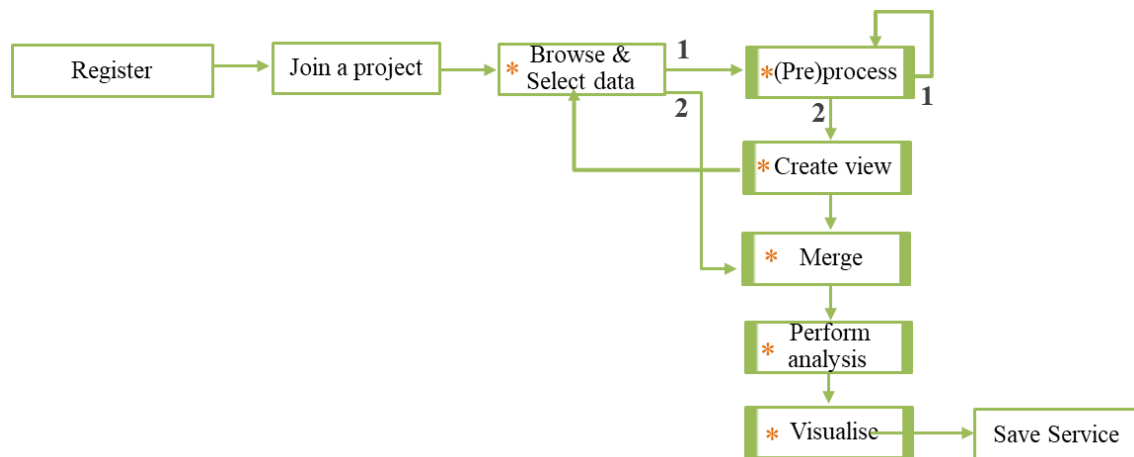 Register
Join a project
* Browse &
Select data
1
2
*(Pre)process
1
2
* Create view
* Merge
* Perform
analysis
* Visualise
Save Service